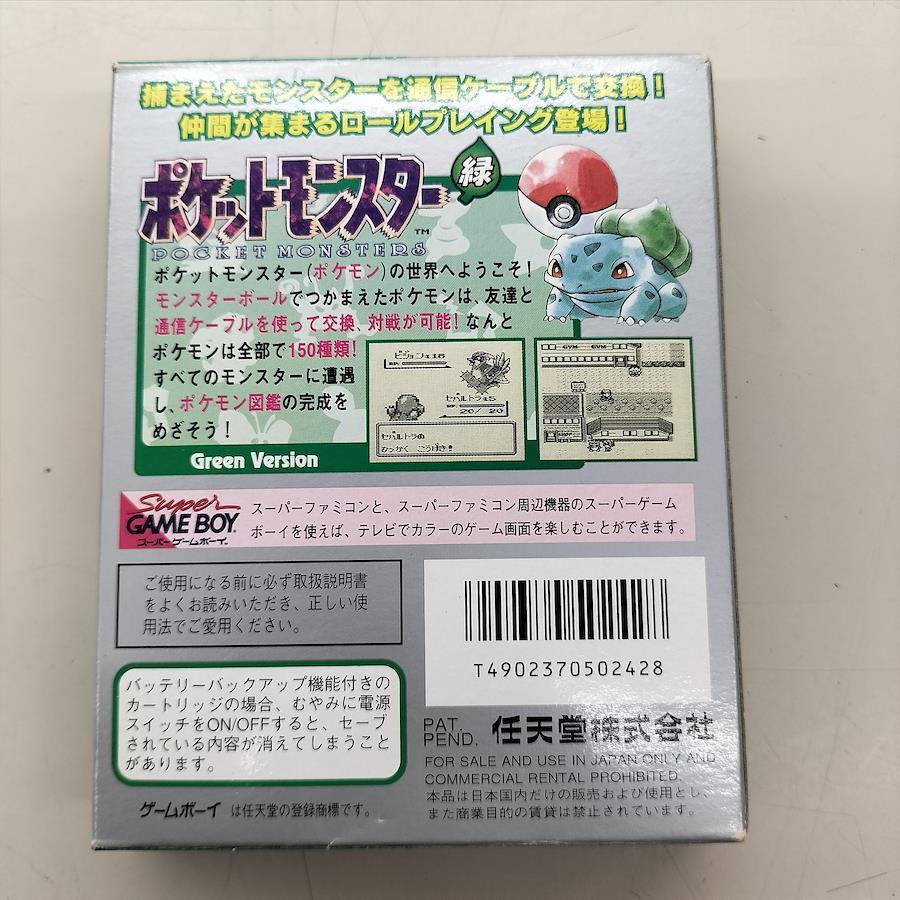 捕まえたモンスターを通信ケーブルで交換！
仲間が集まるロールプレイング登場！
ポケットモンスター 緑
TM
POCKET MONSTERS
ポケットモンスター(ポケモン)の世界へようこそ！
モンスターボールでつかまえたポケモンは、友達と
通信ケーブルを使って交換、対戦が可能！なんと
ポケモンは全部で150種類！
すべてのモンスターに遭遇
し、ポケモン図鑑の完成を
めざそう！
Green Version
ピジョン
HP:
20/ 20
ひっかく こうげき！
GYM GYM
Super
GAME BOY
スーパーゲームボーイ
スーパーファミコンと、スーパーファミコン周辺機器のスーパーゲーム
ボーイを使えば、テレビでカラーのゲーム画面を楽しむことができます。
ご使用になる前に必ず取扱説明書
をよくお読みいただき、正しい使
用法でご愛用ください。
T4902370502428
バッテリーバックアップ機能付きの
カートリッジの場合、むやみに電源
スイッチをON/OFFすると、セーブ
されている内容が消えてしまうこと
があります。
PAT.
PEND. 任天堂株式会社
FOR SALE AND USE IN JAPAN ONLY AND
COMMERCIAL RENTAL PROHIBITED.
本品は日本国内だけの販売および使用とし、
また商業目的の賃貸は禁止されています。
ゲームボーイ は任天堂の登録商標です。